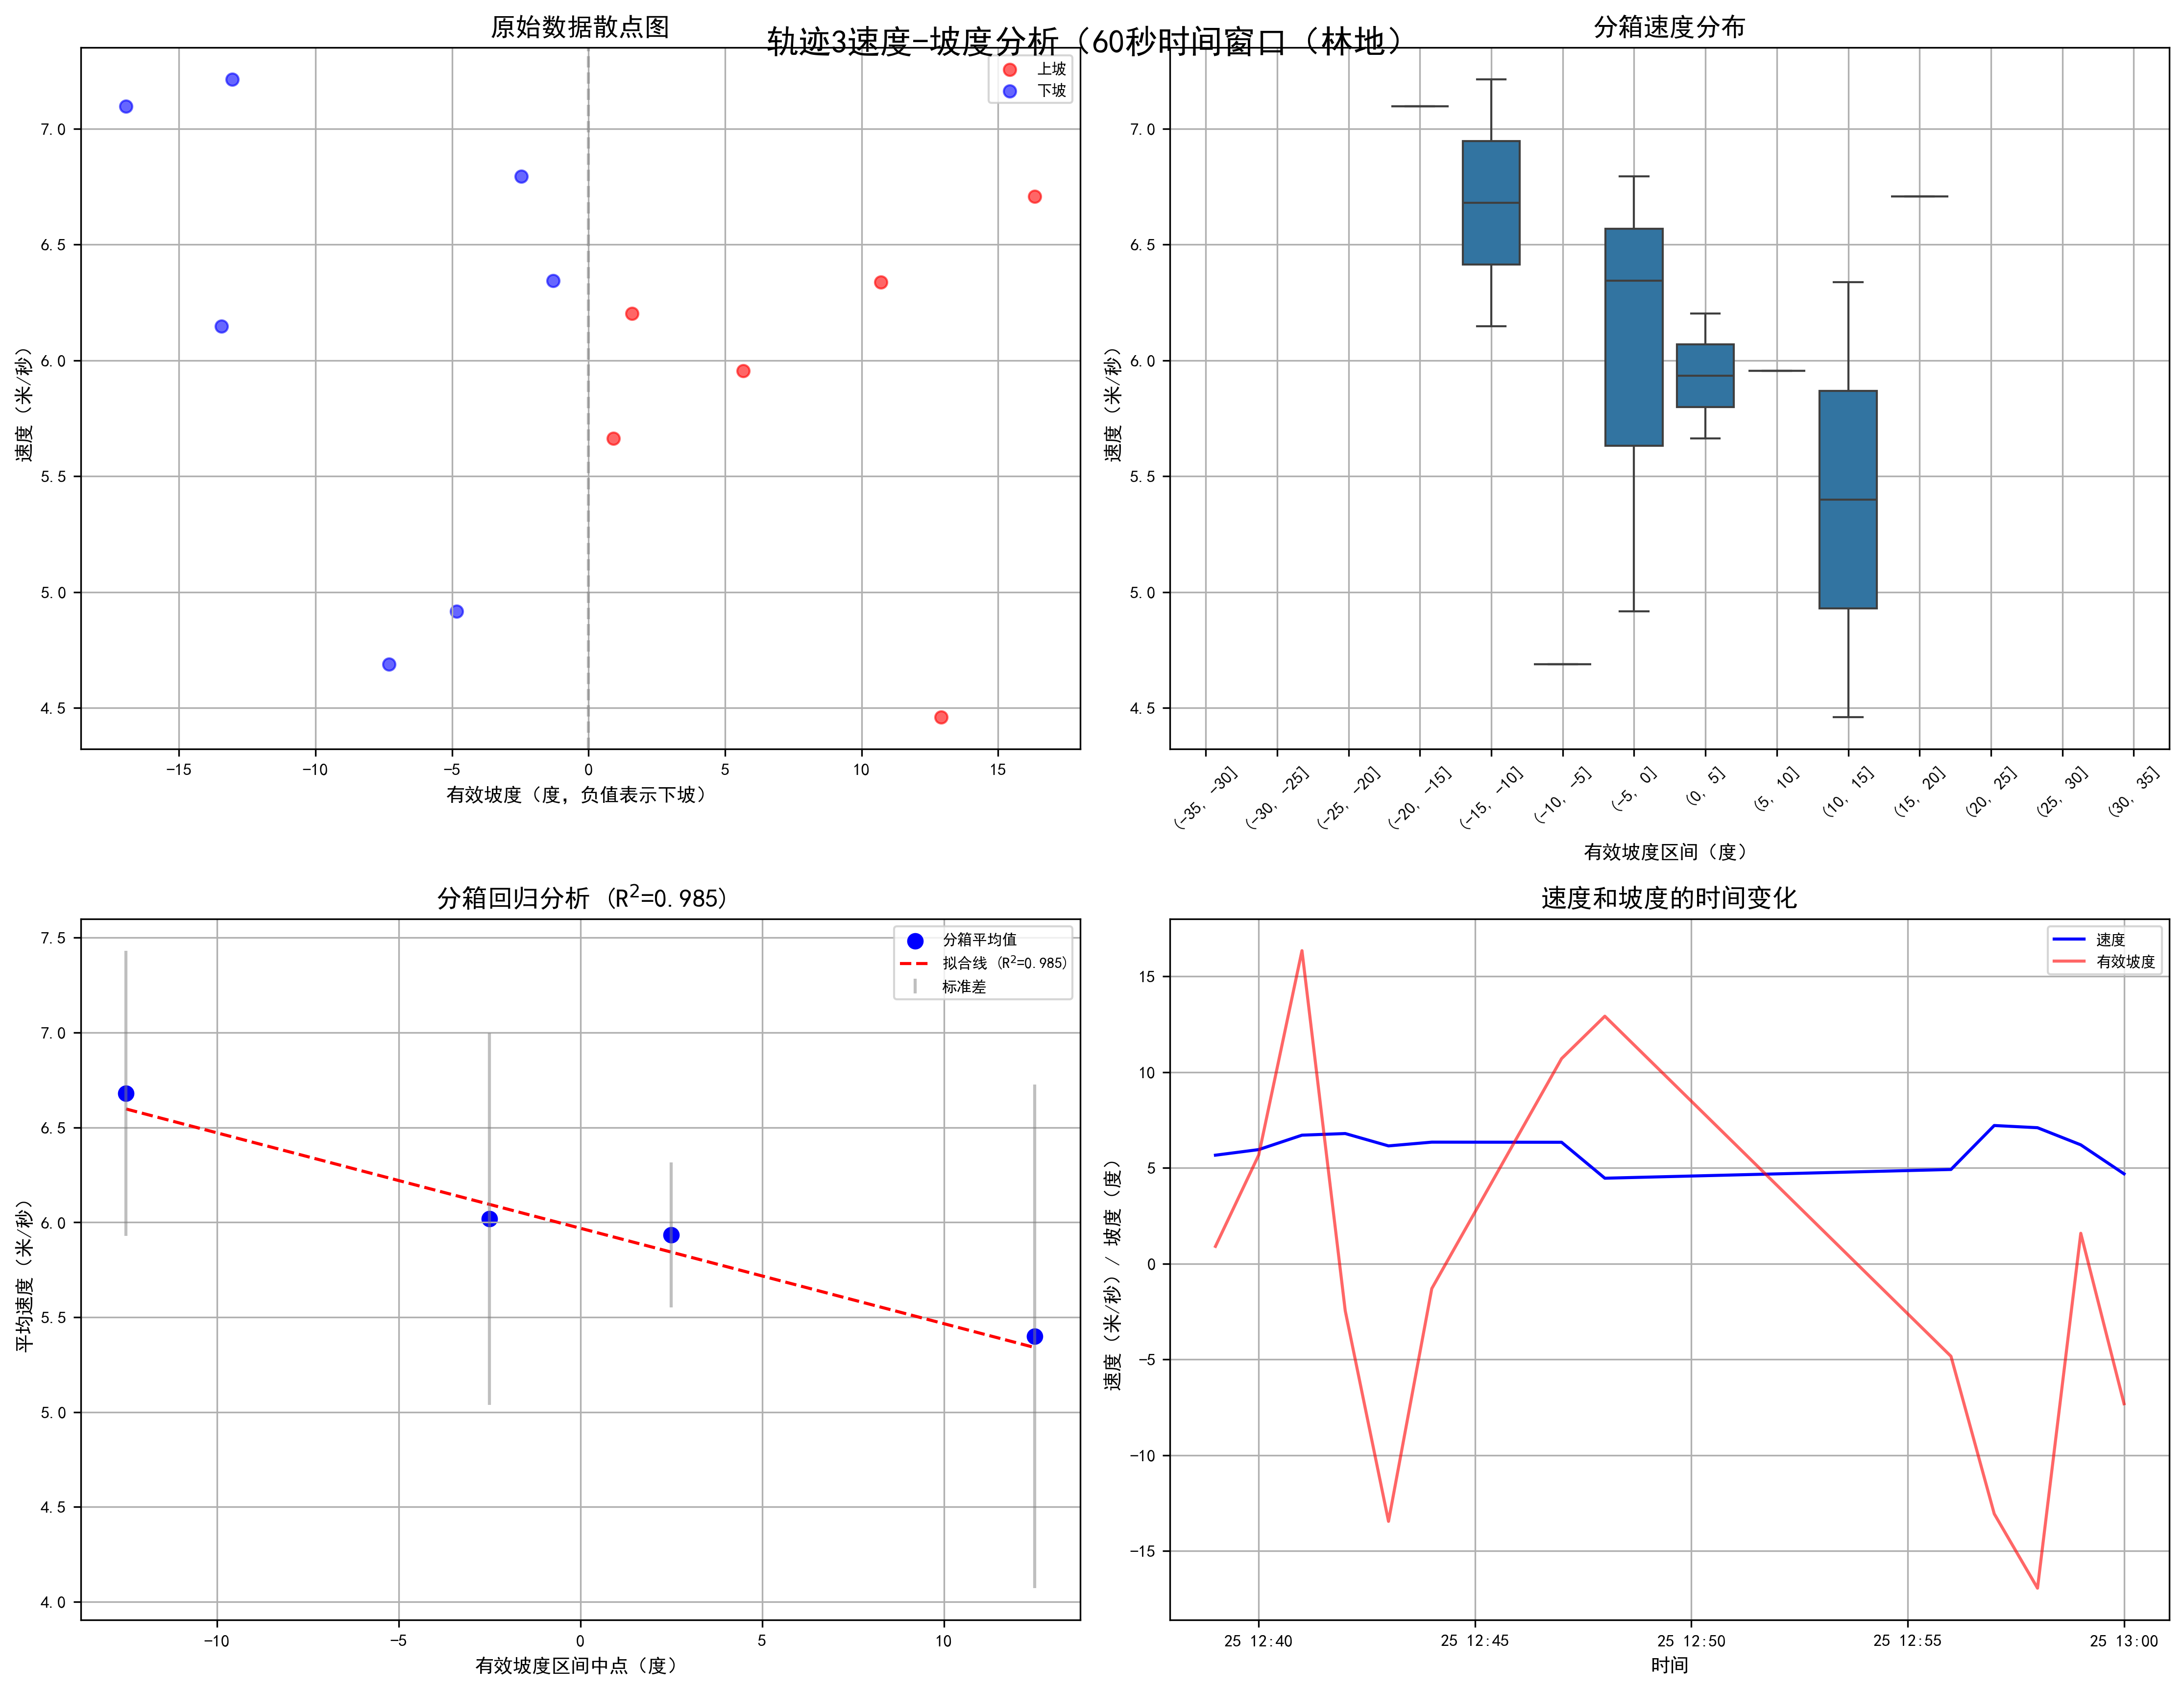 轨迹3速度-坡度分析（60秒时间窗口（林地）
原始数据散点图
上坡
下坡
速度（米/秒）
7.0
6.5
6.0
5.5
5.0
4.5
-15
-10
-5
0
5
10
15
有效坡度（度，负值表示下坡）
分箱速度分布
速度（米/秒）
7.0
6.5
6.0
5.5
5.0
4.5
(-35, -30]
(-30, -25]
(-25, -20]
(-20, -15]
(-15, -10]
(-10, -5]
(-5, 0]
(0, 5]
(5, 10]
(10, 15]
(15, 20]
(20, 25]
(25, 30]
(30, 35]
有效坡度区间（度）
分箱回归分析 (R²=0.985)
分箱平均值
拟合线 (R²=0.985)
标准差
平均速度（米/秒）
7.5
7.0
6.5
6.0
5.5
5.0
4.5
4.0
-10
-5
0
5
10
有效坡度区间中点（度）
速度和坡度的时间变化
速度
有效坡度
速度（米/秒）/ 坡度（度）
15
10
5
0
-5
-10
-15
25 12:40
25 12:45
25 12:50
25 12:55
25 13:00
时间